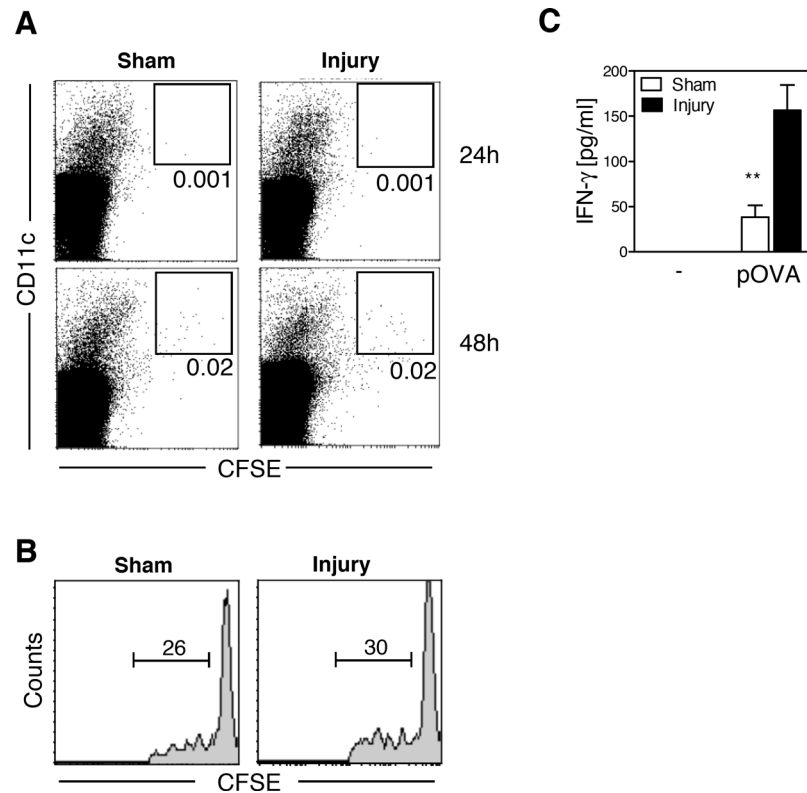 A
Sham
Injury
0.001
0.001
24h
0.02
0.02
48h
CD11c
CFSE
B
Sham
Injury
26
30
Counts
CFSE
C
200
150
100
50
0
IFN-γ [pg/ml]
Sham
Injury
**
-
pOVA